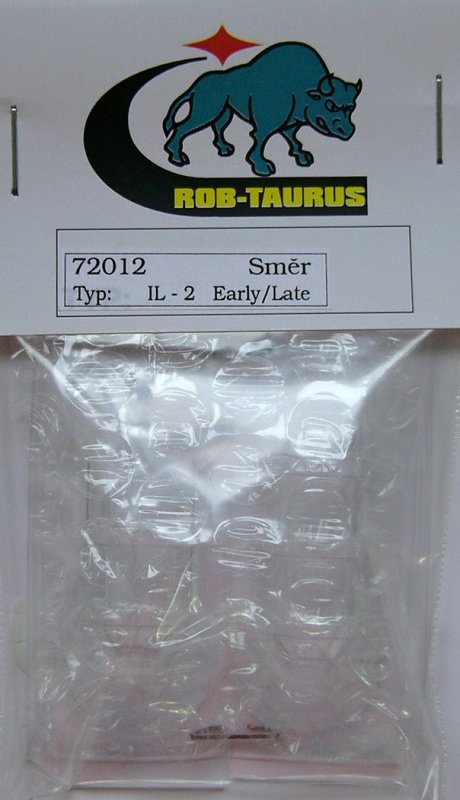 ROB-TAURUS
72012 Směr
Typ: IL - 2 Early/Late